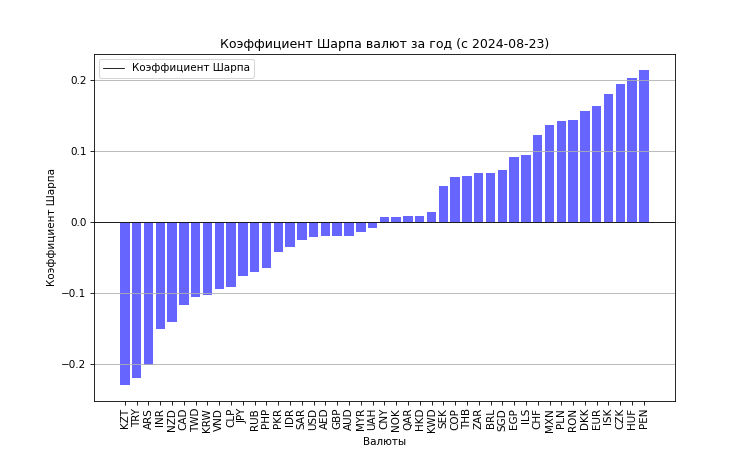 Коэффициент Шарпа валют за год (с 2024-08-23)
Коэффициент Шарпа
0.2
0.1
0.0
−0.1
−0.2
Коэффициент Шарпа
KZT TRY ARS INR NZD CAD TWD KRW VND CLP JPY RUB PHP PKR IDR SAR USD AED GBP AUD MYR UAH CNY NOK QAR HKD KWD SEK COP THB ZAR BRL SGD EGP ILS CHF MXN PLN RON DKK EUR ISK CZK HUF PEN
Валюты